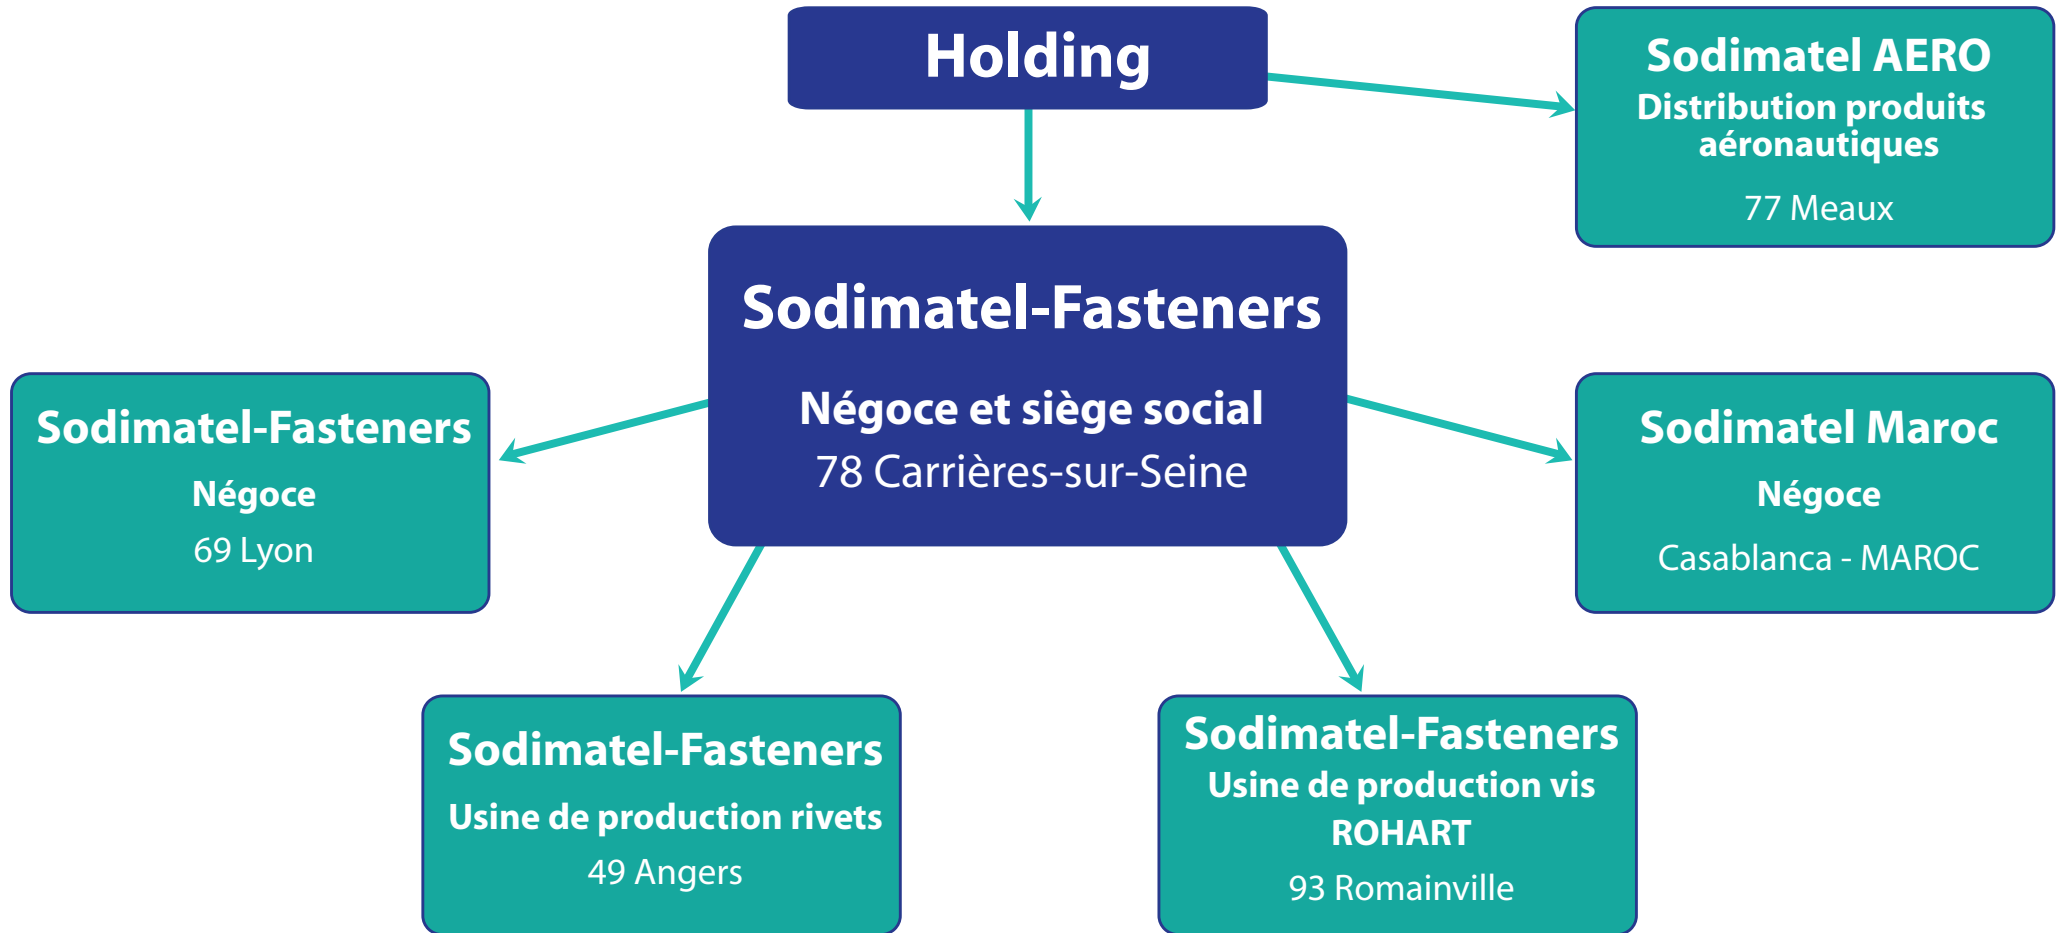 Holding
Sodimatel AERO
Distribution produits
aéronautiques
77 Meaux
Sodimatel-Fasteners
Négoce et siège social
78 Carrières-sur-Seine
Sodimatel-Fasteners
Négoce
69 Lyon
Sodimatel Maroc
Négoce
Casablanca - MAROC
Sodimatel-Fasteners
Usine de production rivets
49 Angers
Sodimatel-Fasteners
Usine de production vis
ROHART
93 Romainville